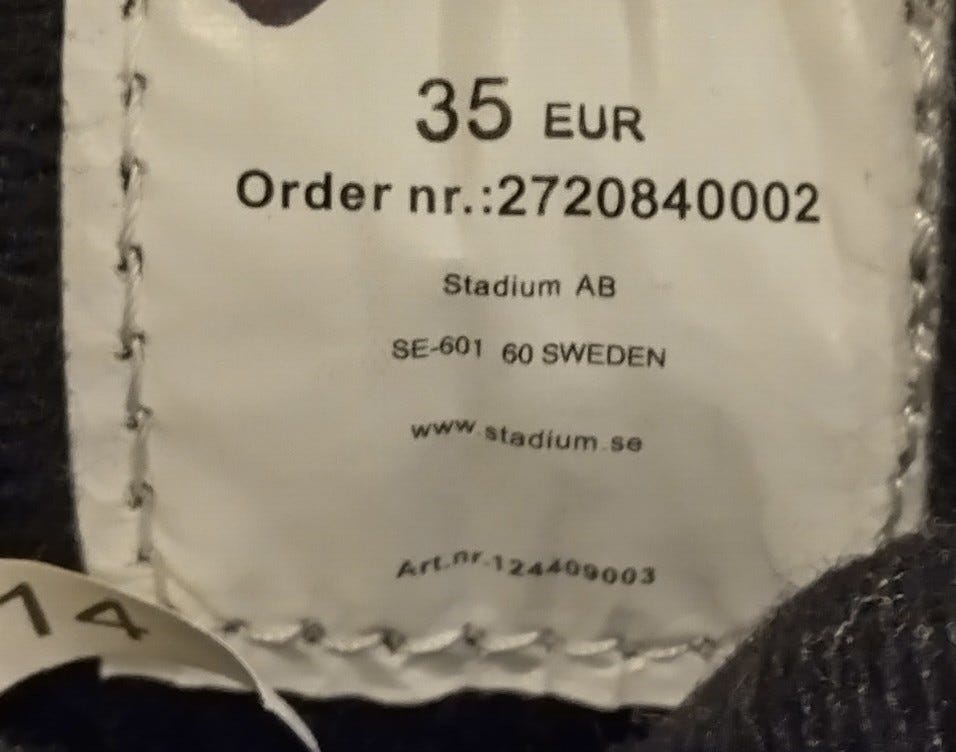 35 EUR
Order nr.:2720840002
Stadium AB
SE-601 60 SWEDEN
www.stadium.se
Art.nr.124409003
14